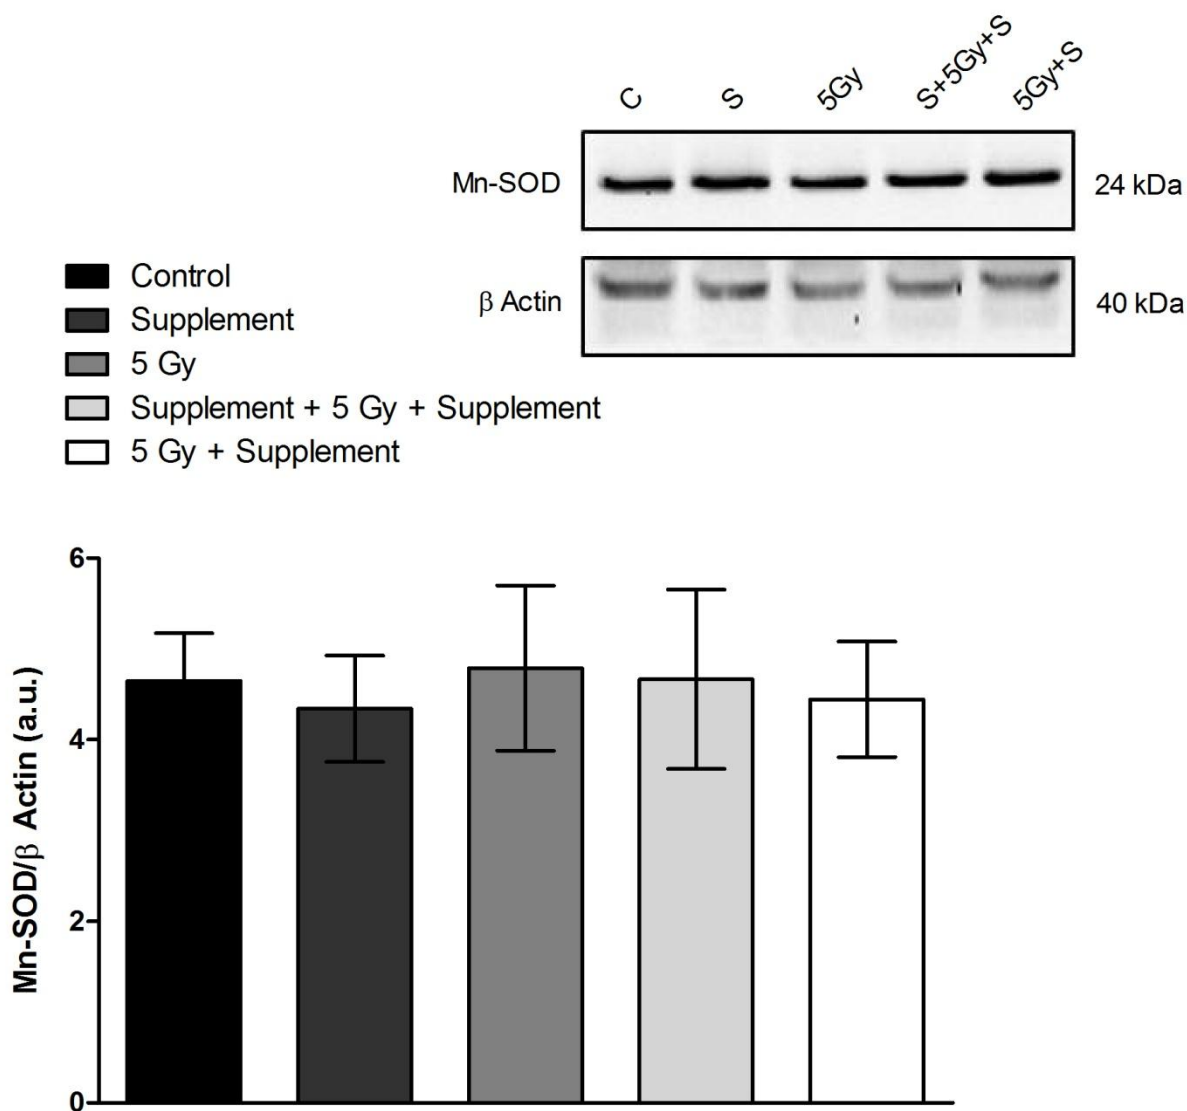 C S 5Gy S+5Gy+S 5Gy+S
Mn-SOD 24 kDa
β Actin 40 kDa
Control
Supplement
5 Gy
Supplement + 5 Gy + Supplement
5 Gy + Supplement
Mn-SOD/β Actin (a.u.)
6
4
2
0